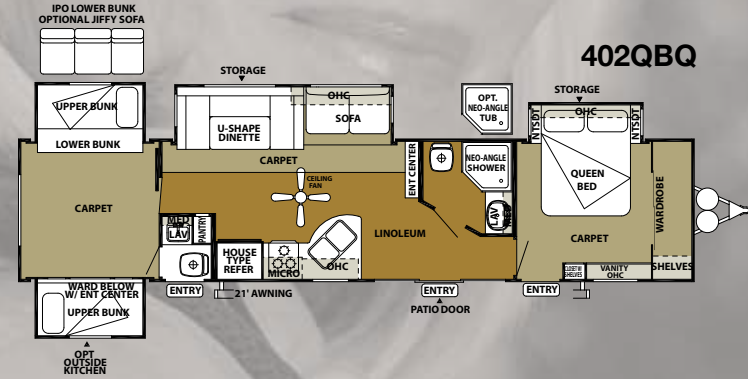 IPO LOWER BUNK
OPTIONAL JIFFY SOFA
402QBQ
STORAGE
OHC
SOFA
U-SHAPE
DINETTE
CARPET
UPPER BUNK
LOWER BUNK
CARPET
OPT.
NEO-ANGLE
TUB
NEO-ANGLE
SHOWER
ENT CENTER
CEILING
FAN
LAV
MED
LINOLEUM
STORAGE
OHC
NTSDT
NTSDT
QUEEN
BED
CARPET
WARDROBE
SHELVES
CLOSET W/
SHELVES
VANITY
OHC
MED
LAV
PANTRY
HOUSE
TYPE
REFER
MICRO
OHC
WARD BELOW
W/ ENT CENTER
UPPER BUNK
ENTRY
21' AWNING
ENTRY
PATIO DOOR
ENTRY
OPT
OUTSIDE
KITCHEN